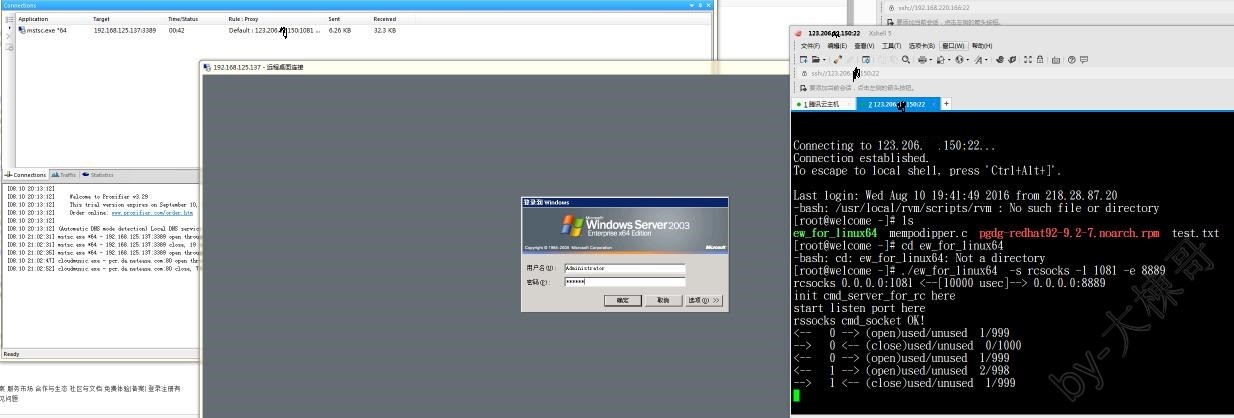 Connections
Application Target Time/Status Rule : Proxy Sent Received
mstsc.exe *64 192.168.125.137:3389 00:42 Default : 123.206. 150:1081 ... 6.26 KB 32.3 KB
Connections Traffic Statistics
[08.10 20:13:12]
[08.10 20:13:12] Welcome to Proxifier v3.29
[08.10 20:13:12] This trial version expires on September 10,
[08.10 20:13:12] Order online: www.proxifier.com/order.htm
[08.10 20:13:12]
[08.10 20:13:12] (Automatic DNS mode detection) Local DNS servic
[08.10 21:02:31] mstsc.exe *64 - 192.168.125.137:3389 open throu
[08.10 21:02:31] mstsc.exe *64 - 192.168.125.137:3389 close, 19
[08.10 21:02:35] mstsc.exe *64 - 192.168.125.137:3389 open throu
[08.10 21:02:47] cloudmusic.exe - pcr.da.netease.com:80 open throu
[08.10 21:02:52] cloudmusic.exe - pcr.da.netease.com:80 close,
Ready
案 服务市场 合作与生态 社区与文档 免费体验|备案| 登录注册有
见问题
192.168.125.137 - 远程桌面连接
登录到 Windows
Microsoft
Windows Server 2003
Enterprise x64 Edition
Microsoft
用户名(U): Administrator
密码(P): ******
确定 取消 选项(O) >>
ssh://192.168.220.166:22
要添加当前会话，点击左侧的箭头按钮。
123.206. 150:22 Xshell 5
文件(F) 编辑(E) 查看(V) 工具(T) 选项卡(B) 窗口(W) 帮助(H)
ssh://123.206. 150:22
要添加当前会话，点击左侧的箭头按钮。
1 腾讯云主机 2 123.206. 150:22 +
Connecting to 123.206. .150:22...
Connection established.
To escape to local shell, press 'Ctrl+Alt+]'.
Last login: Wed Aug 10 19:41:49 2016 from 218.28.87.20
-bash: /usr/local/rvm/scripts/rvm : No such file or directory
[root@welcome ~]# ls
ew_for_linux64 mempodipper.c pgdg-redhat92-9.2-7.noarch.rpm test.txt
[root@welcome ~]# cd ew_for_linux64
-bash: cd: ew_for_linux64: Not a directory
[root@welcome ~]# ./ew_for_linux64 -s rcsocks -l 1081 -e 8889
rcsocks 0.0.0.0:1081 <--[10000 usec]--> 0.0.0.0:8889
init cmd_server_for_rc here
start listen port here
rssocks cmd_socket OK!
<-- 0 --> (open)used/unused 1/999
--> 0 <-- (close)used/unused 0/1000
<-- 0 --> (open)used/unused 1/999
<-- 1 --> (open)used/unused 2/998
--> 1 <-- (close)used/unused 1/999
by-大楝哥